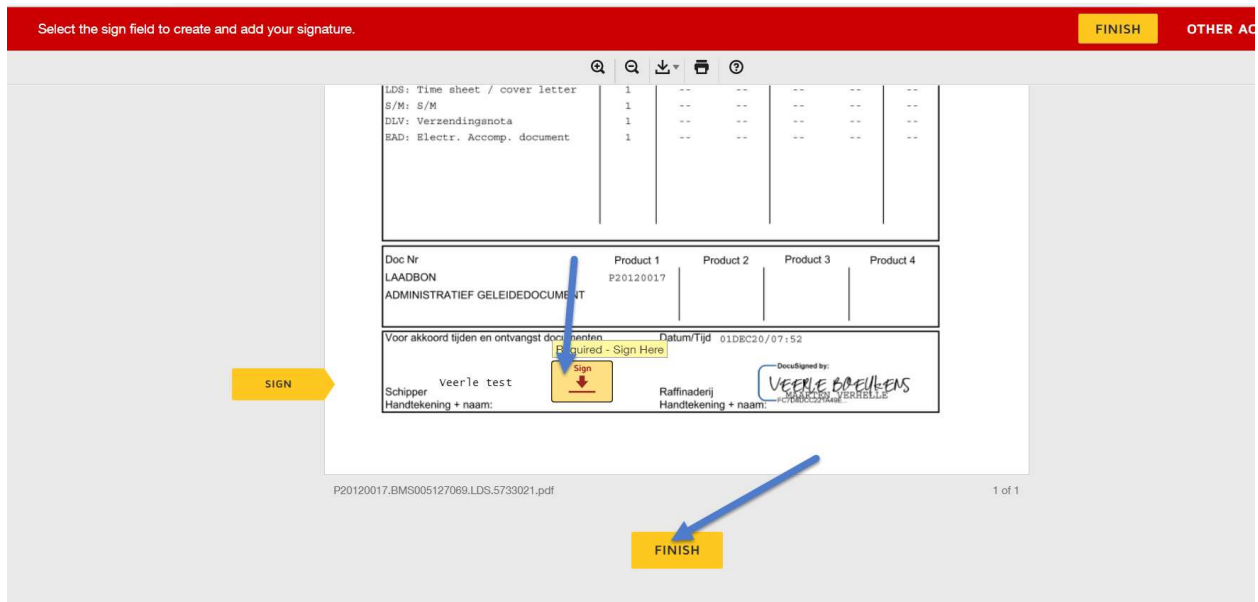 Select the sign field to create and add your signature. FINISH OTHER AC
LDS: Time sheet / cover letter 1 -- -- -- --
S/M: S/M 1 -- -- -- --
DLV: Verzendingsnota 1 -- -- -- --
EAD: Electr. Accomp. document 1 -- -- -- --
Doc Nr Product 1 Product 2 Product 3 Product 4
LAADBON P20120017
ADMINISTRATIEF GELEIDEDOCUMENT
Voor akkoord tijden en ontvangst documenten Datum/Tijd 01DEC20/07:52
Required - Sign Here
DocuSigned by:
Sign
SIGN Veerle test VEERLE BREUKENS
Schipper Raffinaderij MAARTEN VERHELLE
Handtekening + naam: Handtekening + naam:
P20120017.BMS005127069.LDS.5733021.pdf 1 of 1
FINISH